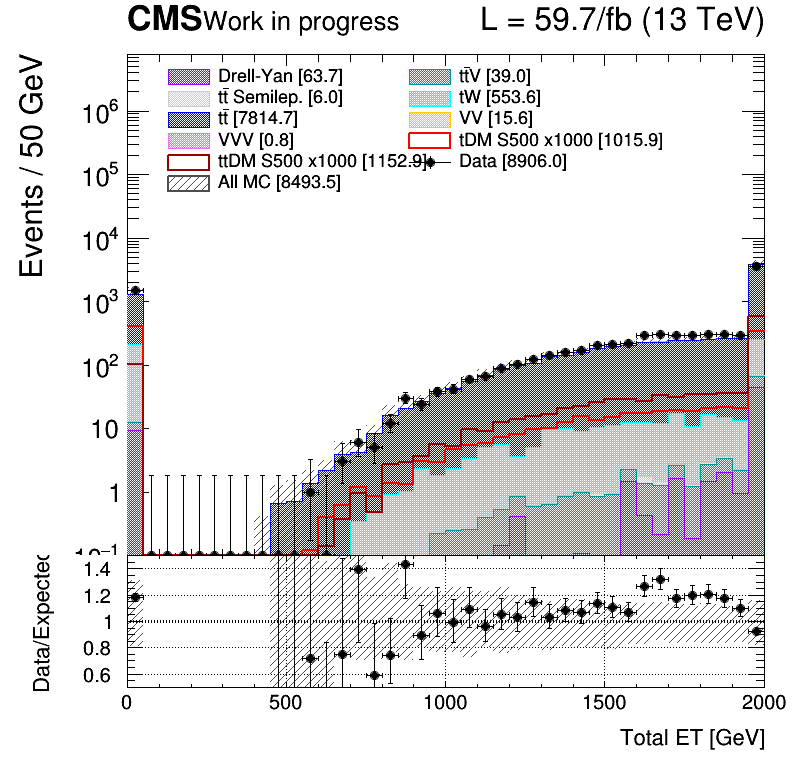 CMS Work in progress L = 59.7/fb (13 TeV)
Drell-Yan [63.7] tt̄V [39.0]
tt̄ Semilep. [6.0] tW [553.6]
tt̄ [7814.7] VV [15.6]
VVV [0.8] tDM S500 x1000 [1015.9]
ttDM S500 x1000 [1152.9] Data [8906.0]
All MC [8493.5]
Events / 50 GeV
10⁶
10⁵
10⁴
10³
10²
10
1
10⁻¹
Data/Expected
1.4
1.2
1
0.8
0.6
0 500 1000 1500 2000
Total ET [GeV]